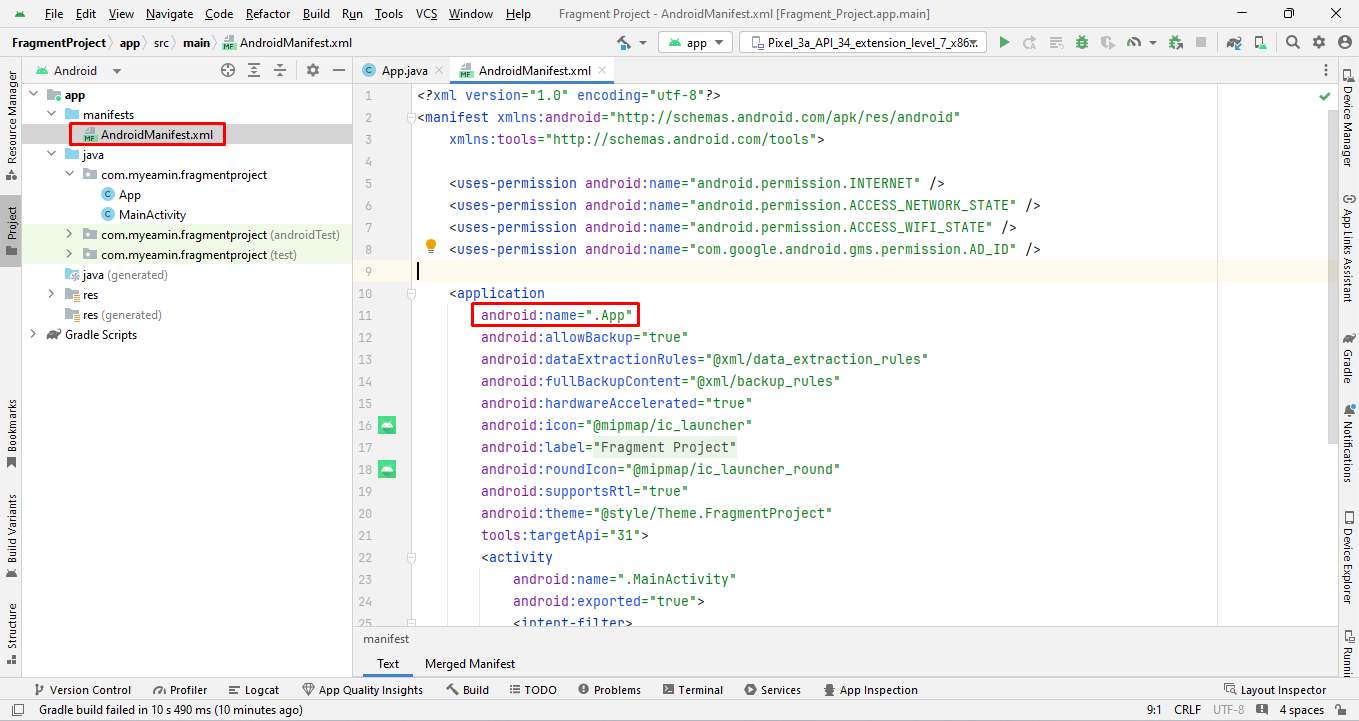 File Edit View Navigate Code Refactor Build Run Tools VCS Window Help Fragment Project - AndroidManifest.xml [Fragment_Project.app.main]
FragmentProject app src main AndroidManifest.xml app Pixel_3a_API_34_extension_level_7_x86...
Android
App.java AndroidManifest.xml
Resource Manager
Project
Bookmarks
Build Variants
Structure
app
manifests
AndroidManifest.xml
java
com.myeamin.fragmentproject
App
MainActivity
com.myeamin.fragmentproject (androidTest)
com.myeamin.fragmentproject (test)
java (generated)
res
res (generated)
Gradle Scripts
1 <?xml version="1.0" encoding="utf-8"?>
2 <manifest xmlns:android="http://schemas.android.com/apk/res/android"
3 xmlns:tools="http://schemas.android.com/tools">
4
5 <uses-permission android:name="android.permission.INTERNET" />
6 <uses-permission android:name="android.permission.ACCESS_NETWORK_STATE" />
7 <uses-permission android:name="android.permission.ACCESS_WIFI_STATE" />
8 <uses-permission android:name="com.google.android.gms.permission.AD_ID" />
9
10 <application
11 android:name=".App"
12 android:allowBackup="true"
13 android:dataExtractionRules="@xml/data_extraction_rules"
14 android:fullBackupContent="@xml/backup_rules"
15 android:hardwareAccelerated="true"
16 android:icon="@mipmap/ic_launcher"
17 android:label="Fragment Project"
18 android:roundIcon="@mipmap/ic_launcher_round"
19 android:supportsRtl="true"
20 android:theme="@style/Theme.FragmentProject"
21 tools:targetApi="31">
22 <activity
23 android:name=".MainActivity"
24 android:exported="true">
25 <intent-filter>
manifest
Text Merged Manifest
Device Manager
App Links Assistant
Gradle
Notifications
Device Explorer
Version Control Profiler Logcat App Quality Insights Build TODO Problems Terminal Services App Inspection Layout Inspector
Gradle build failed in 10 s 490 ms (10 minutes ago) 9:1 CRLF UTF-8 4 spaces